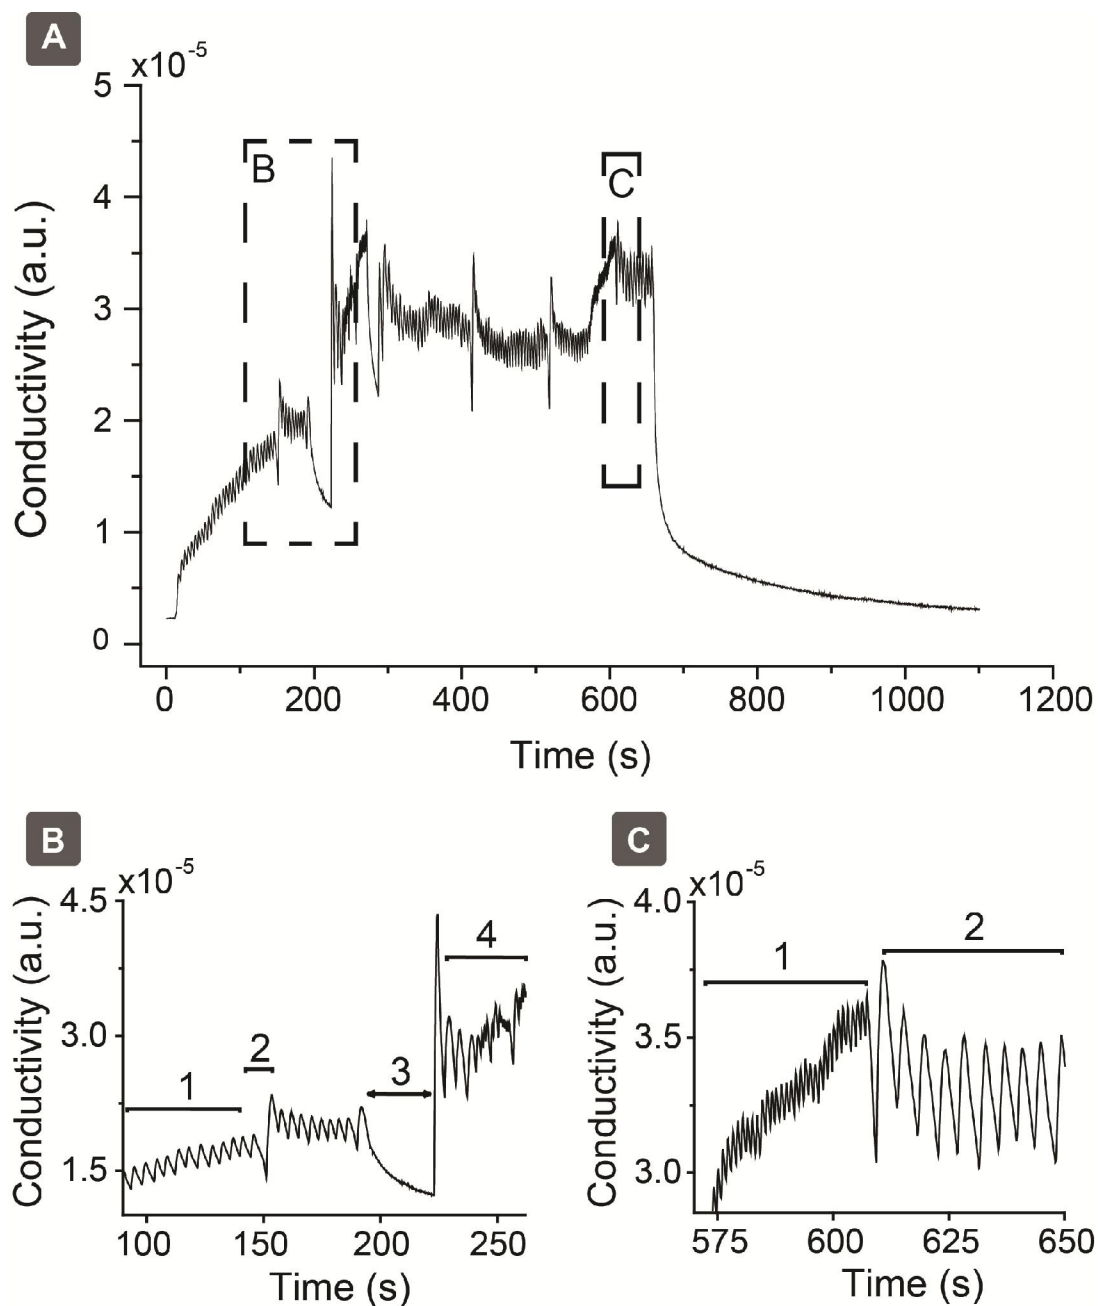 A
x10-5
5
4
3
2
1
0
B
C
Conductivity (a.u.)
0 200 400 600 800 1000 1200
Time (s)
B
x10-5
4.5
3.0
1.5
1 2 3 4
Conductivity (a.u.)
100 150 200 250
Time (s)
C
x10-5
4.0
3.5
3.0
1 2
Conductivity (a.u.)
575 600 625 650
Time (s)